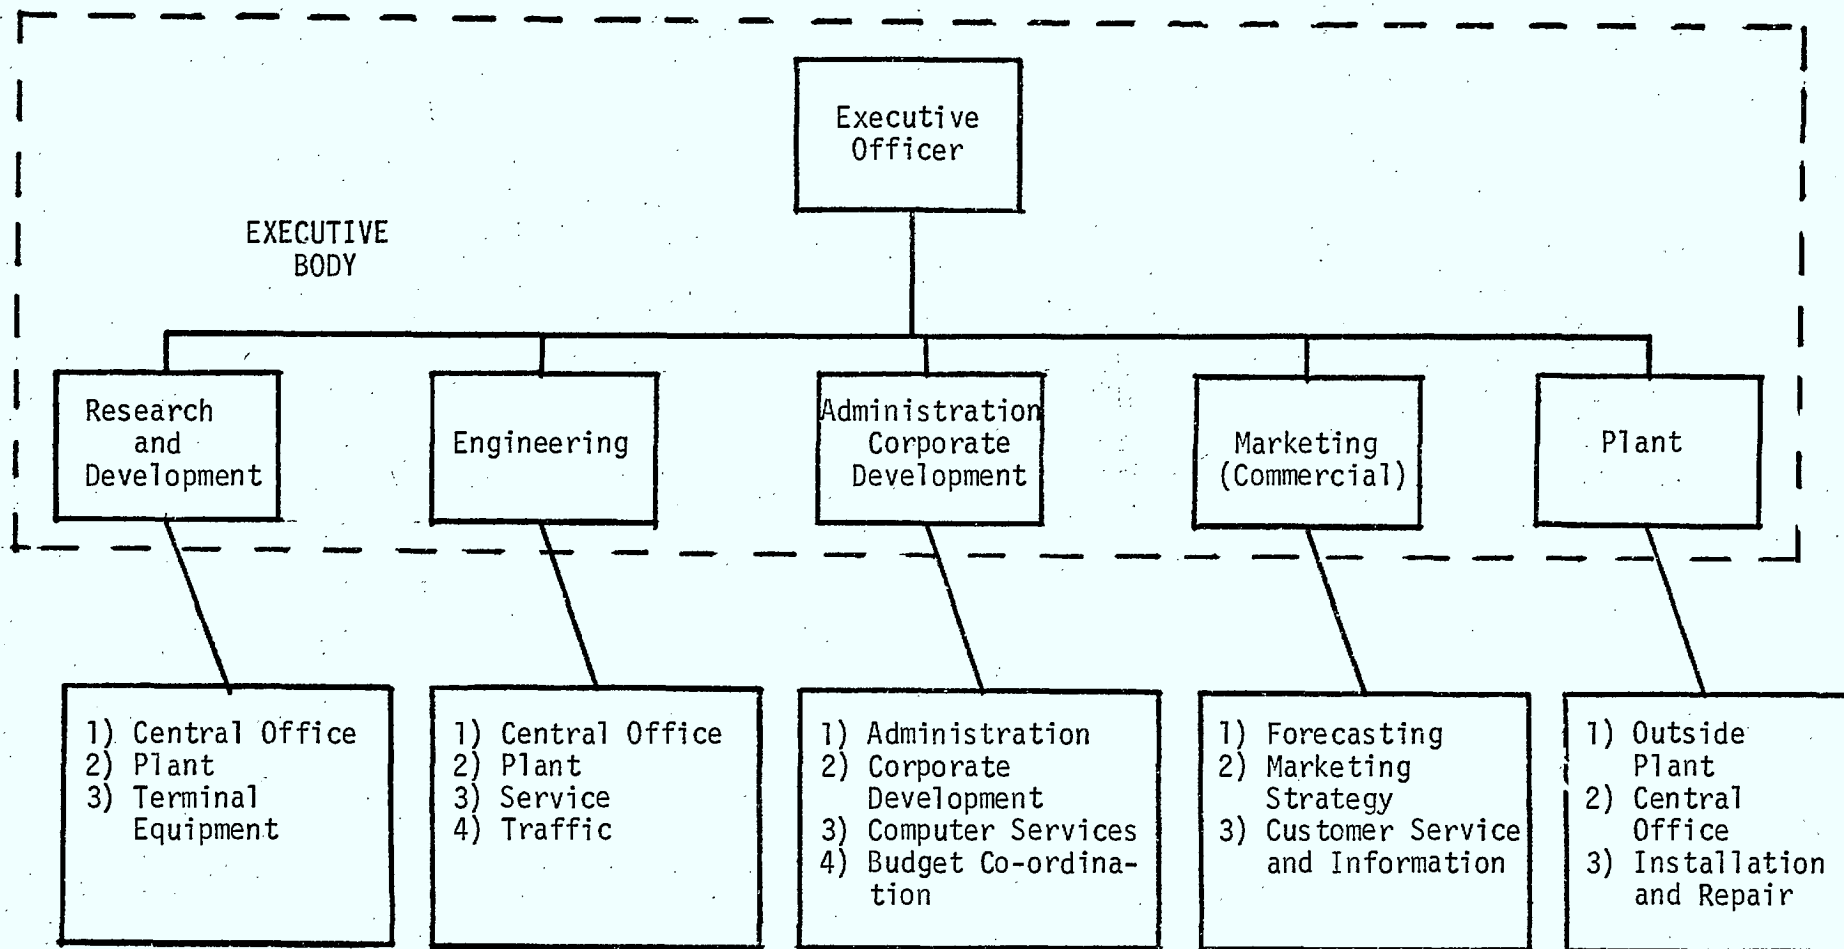 Executive
Officer
EXECUTIVE
BODY
Research
and
Development
Engineering
Administration
Corporate
Development
Marketing
(Commercial)
Plant
1) Central Office
2) Plant
3) Terminal
Equipment
1) Central Office
2) Plant
3) Service
4) Traffic
1) Administration
2) Corporate
Development
3) Computer Services
4) Budget Co-ordina-
tion
1) Forecasting
2) Marketing
Strategy
3) Customer Service
and Information
1) Outside
Plant
2) Central
Office
3) Installation
and Repair